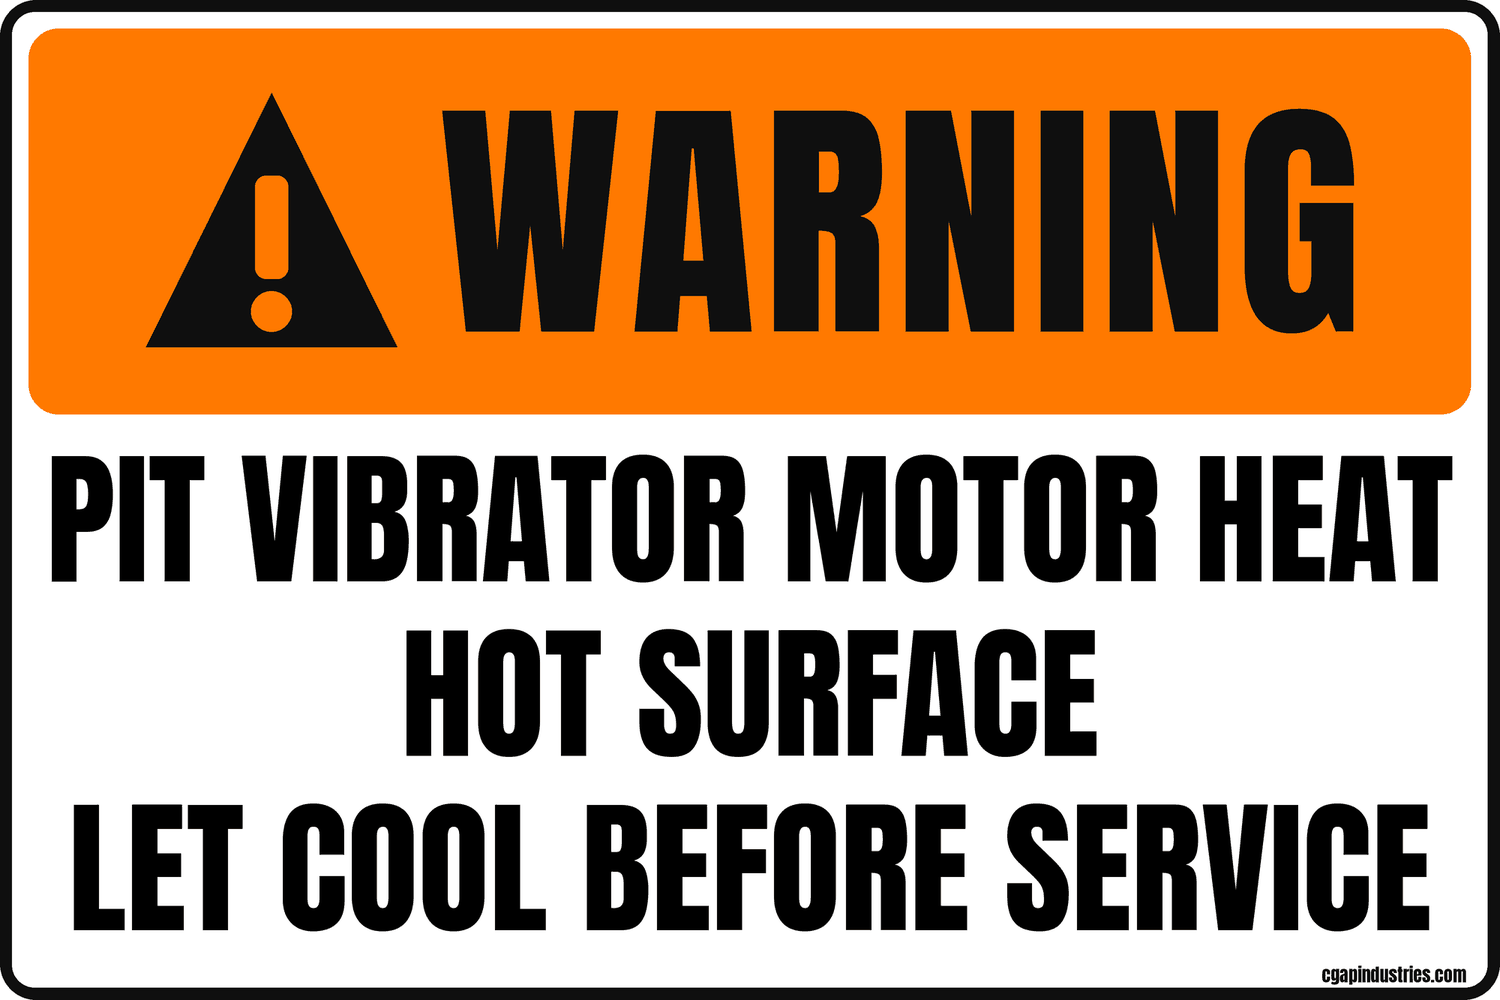 WARNING
PIT VIBRATOR MOTOR HEAT
HOT SURFACE
LET COOL BEFORE SERVICE
cgapindustries.com